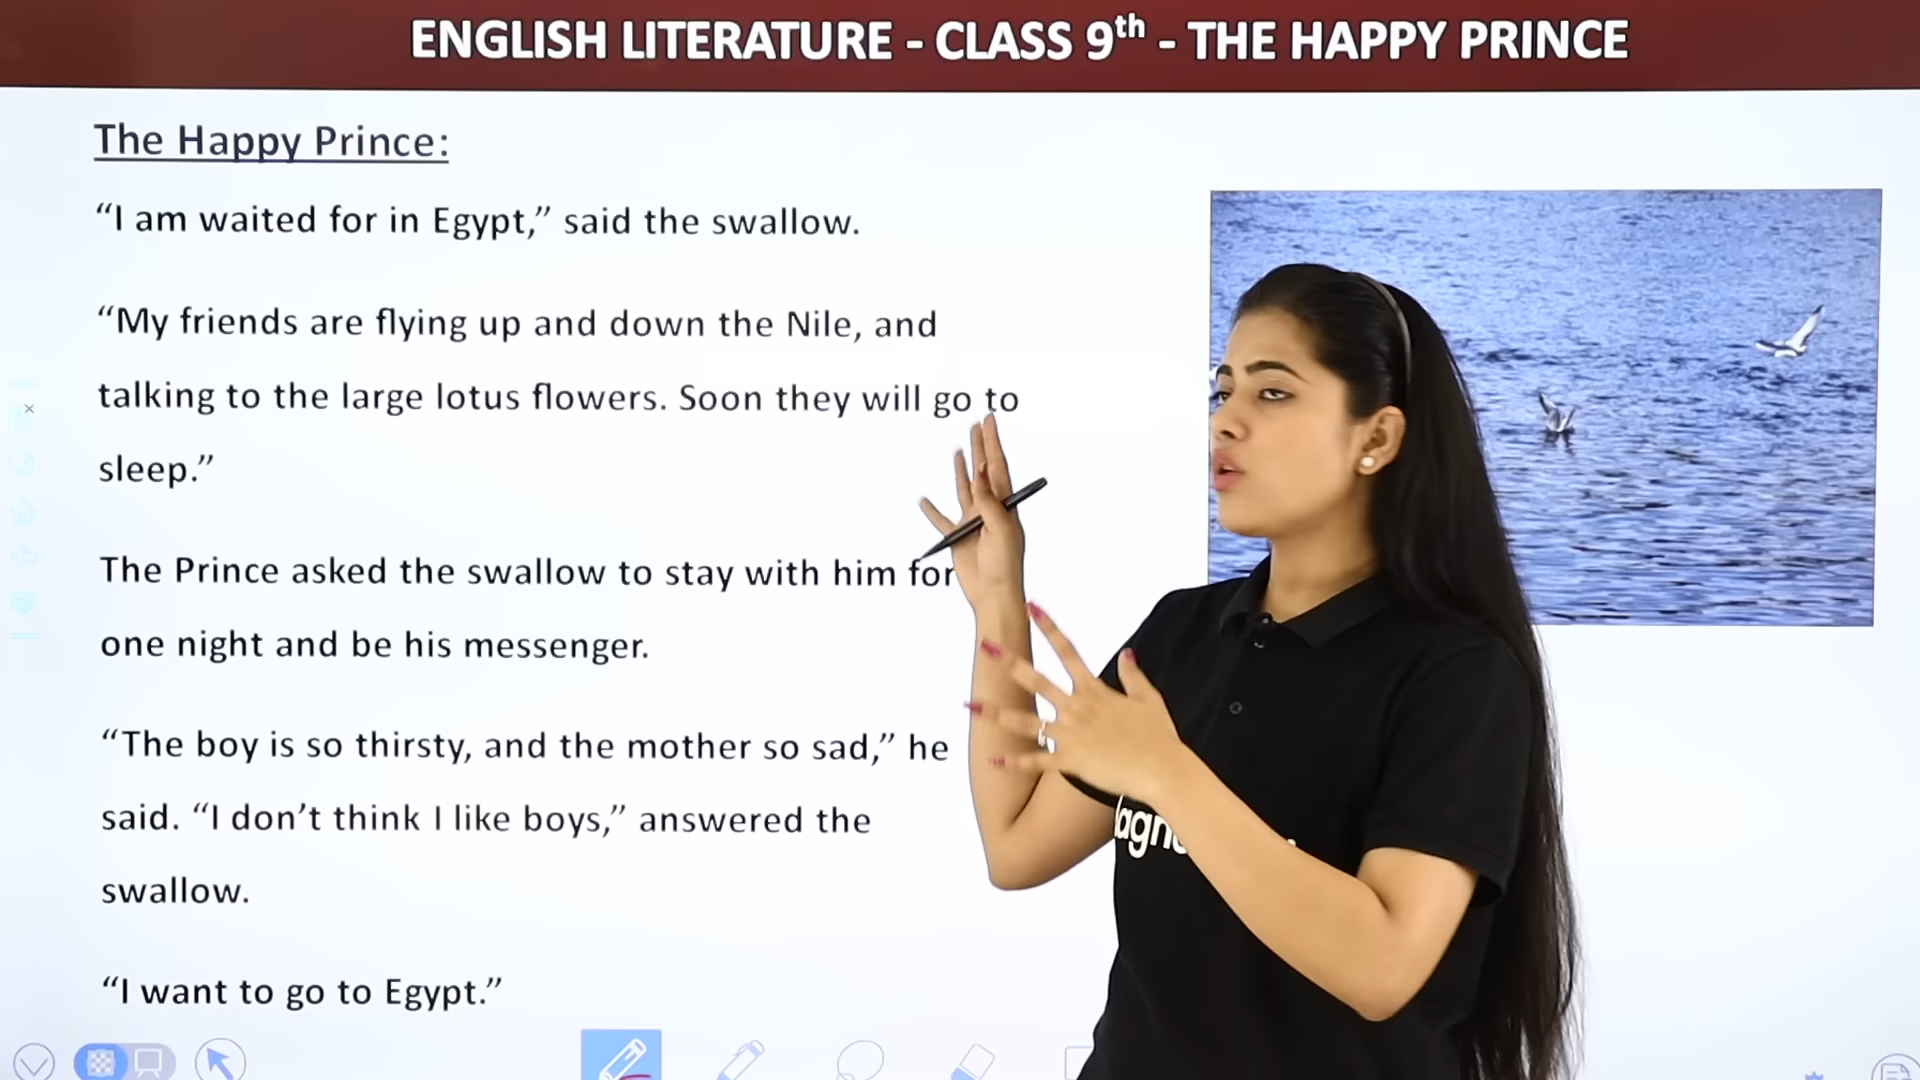 ENGLISH LITERATURE - CLASS 9th - THE HAPPY PRINCE
The Happy Prince:
“I am waited for in Egypt,” said the swallow.
“My friends are flying up and down the Nile, and
talking to the large lotus flowers. Soon they will go to
sleep.”
The Prince asked the swallow to stay with him for
one night and be his messenger.
“The boy is so thirsty, and the mother so sad,” he
said. “I don’t think I like boys,” answered the
swallow.
“I want to go to Egypt.”